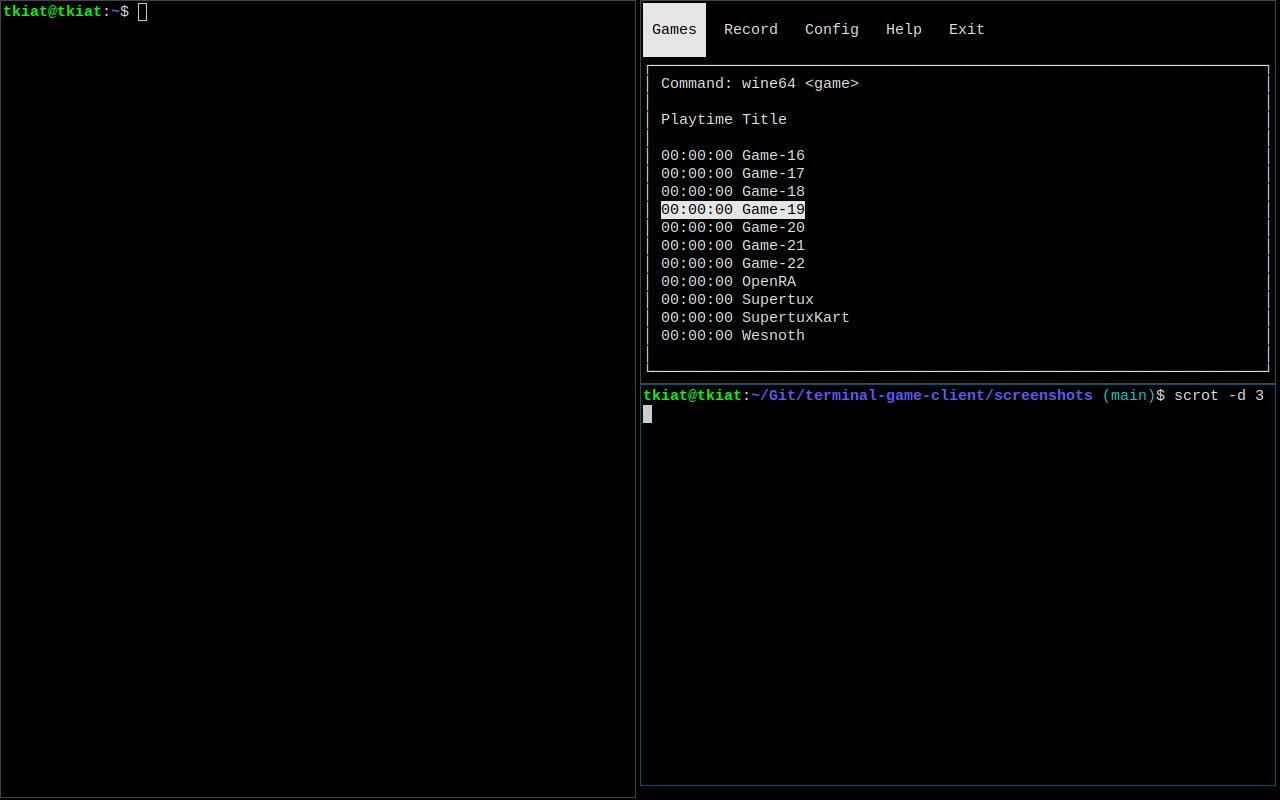 tkiat@tkiat:~$
Games Record Config Help Exit
Command: wine64 <game>
Playtime Title
00:00:00 Game-16
00:00:00 Game-17
00:00:00 Game-18
00:00:00 Game-19
00:00:00 Game-20
00:00:00 Game-21
00:00:00 Game-22
00:00:00 OpenRA
00:00:00 Supertux
00:00:00 SupertuxKart
00:00:00 Wesnoth
tkiat@tkiat:~/Git/terminal-game-client/screenshots (main)$ scrot -d 3